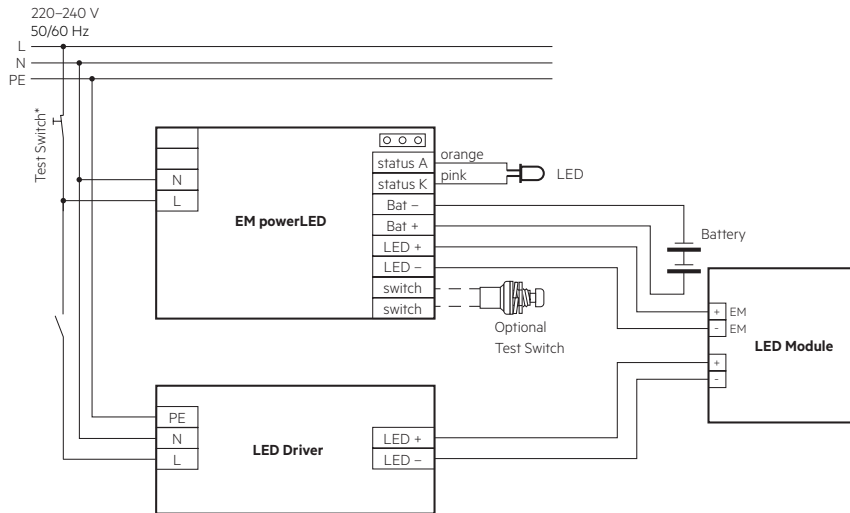 220–240 V
50/60 Hz
L
N
PE
Test Switch*
N
L
EM powerLED
status A
status K
Bat –
Bat +
LED +
LED –
switch
switch
orange
pink
LED
Battery
Optional
Test Switch
+ EM
- EM
+
-
LED Module
PE
N
L
LED Driver
LED +
LED –